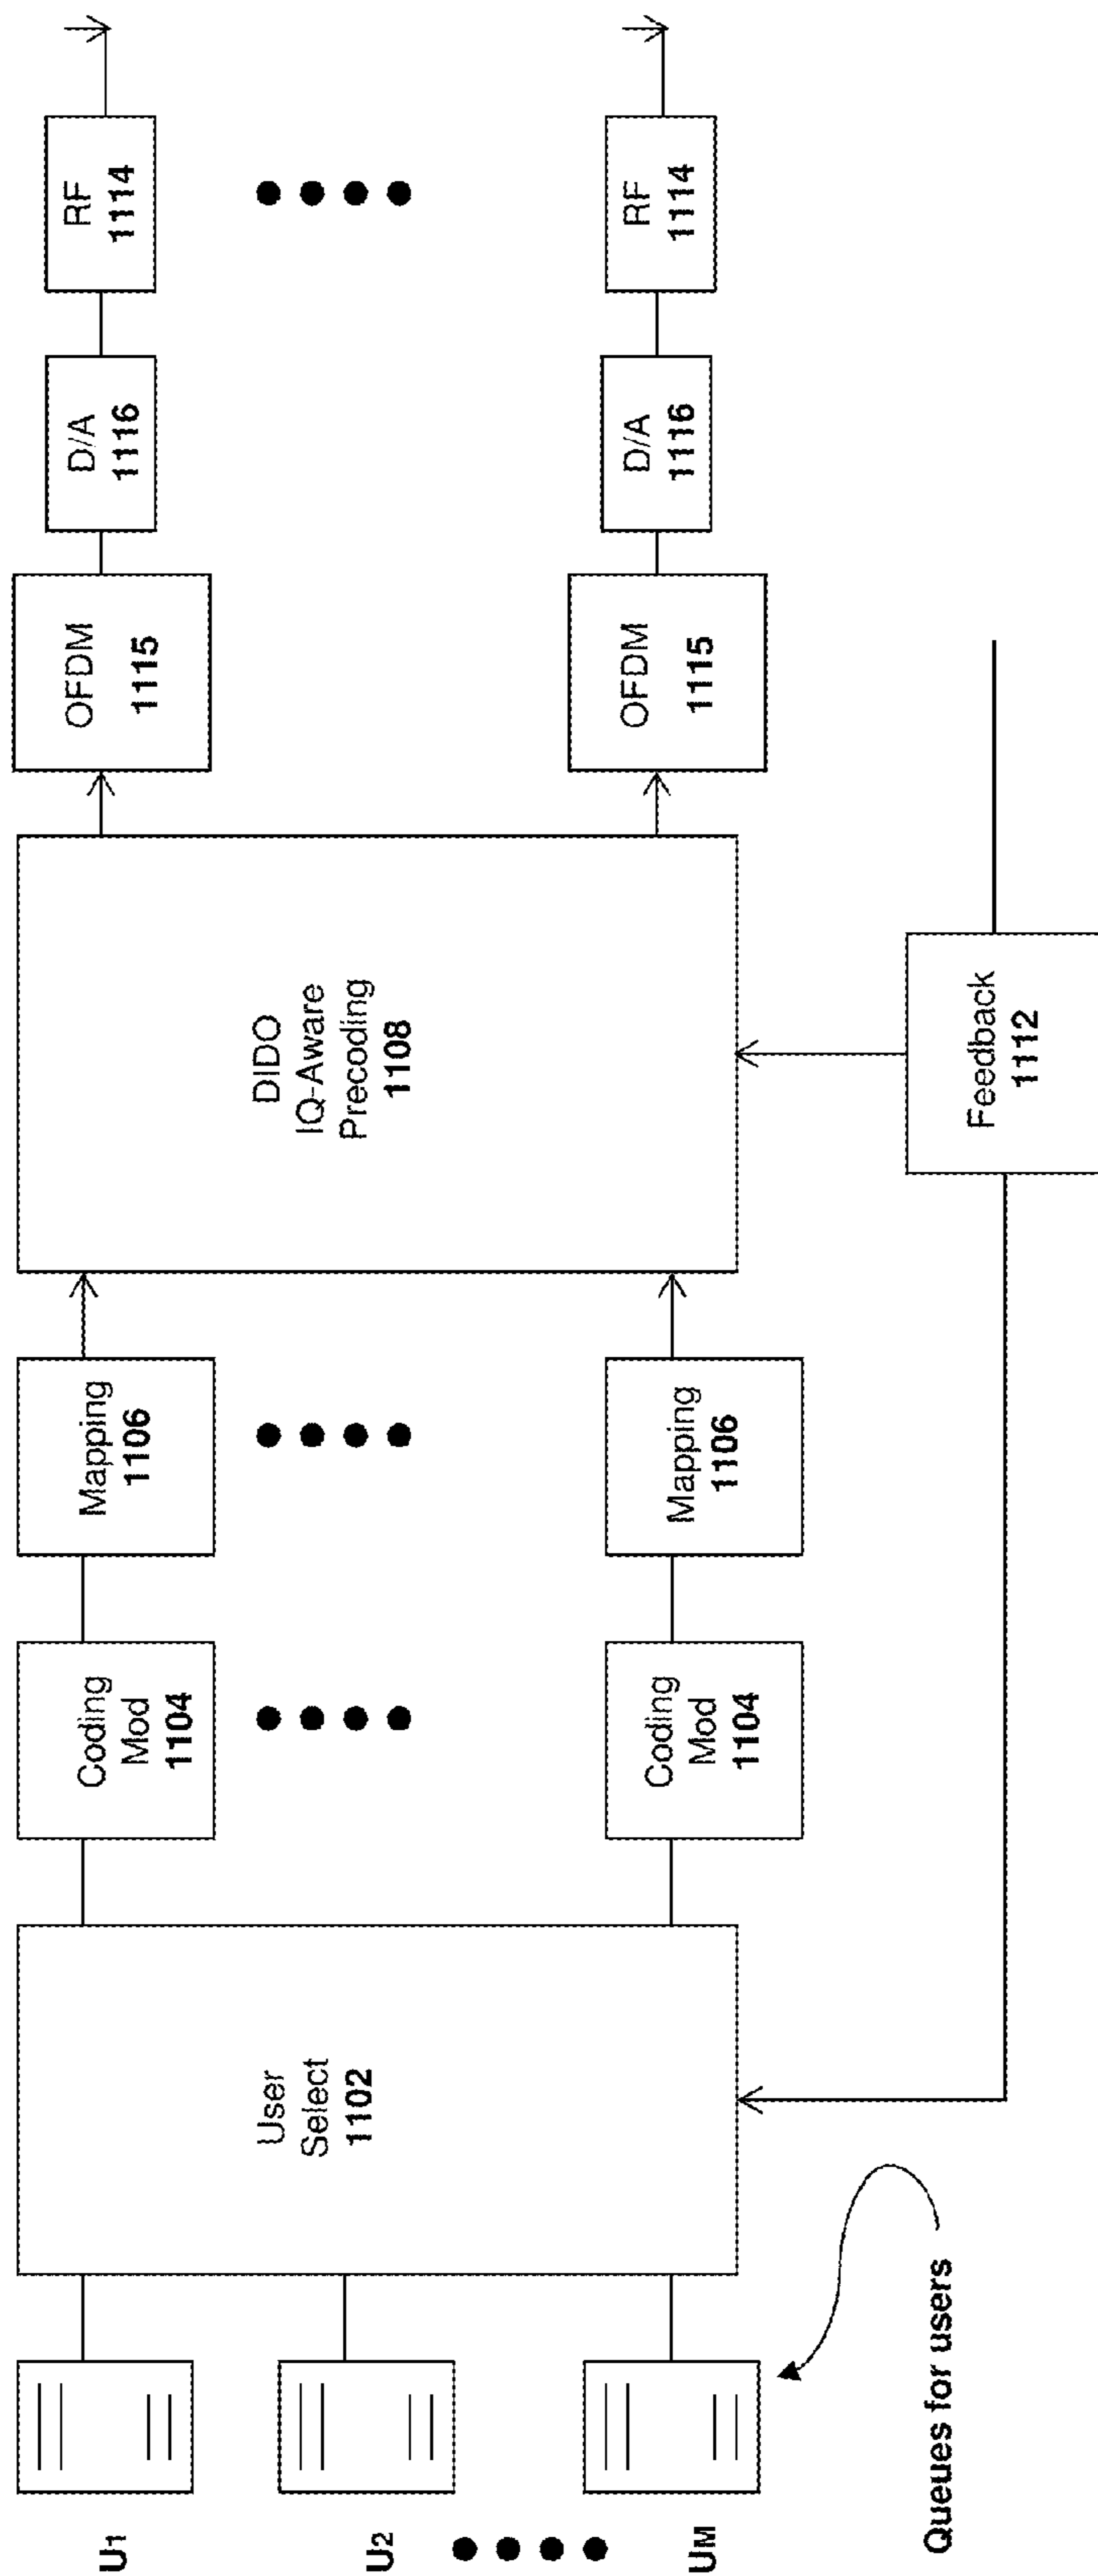 U1
U2
UM
Queues for users
User
Select
1102
Coding
Mod
1104
Coding
Mod
1104
Mapping
1106
Mapping
1106
DIDO
IQ-Aware
Precoding
1108
Feedback
1112
OFDM
1115
OFDM
1115
D/A
1116
D/A
1116
RF
1114
RF
1114